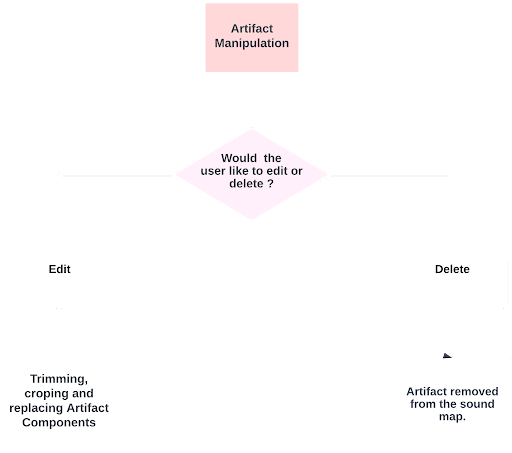 Artifact
Manipulation
Would the
user like to edit or
delete ?
Edit
Delete
Trimming,
croping and
replacing Artifact
Components
Artifact removed
from the sound
map.